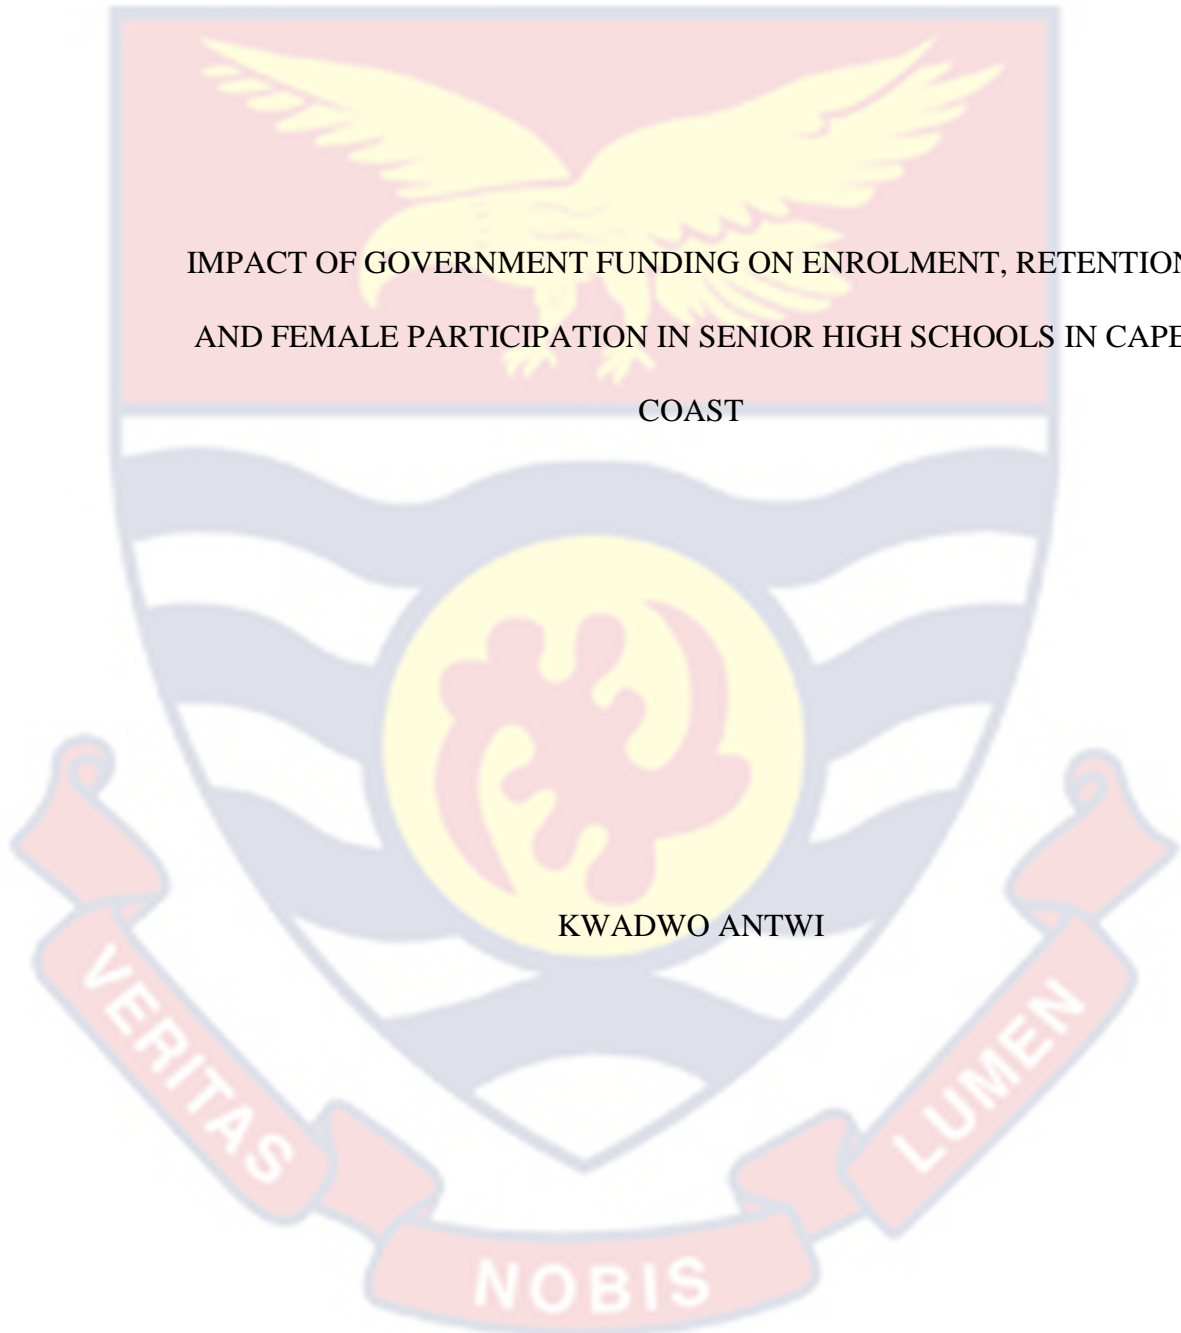 IMPACT OF GOVERNMENT FUNDING ON ENROLMENT, RETENTION
AND FEMALE PARTICIPATION IN SENIOR HIGH SCHOOLS IN CAPE
COAST
KWADWO ANTWI
VERITAS
NOBIS
LUMEN